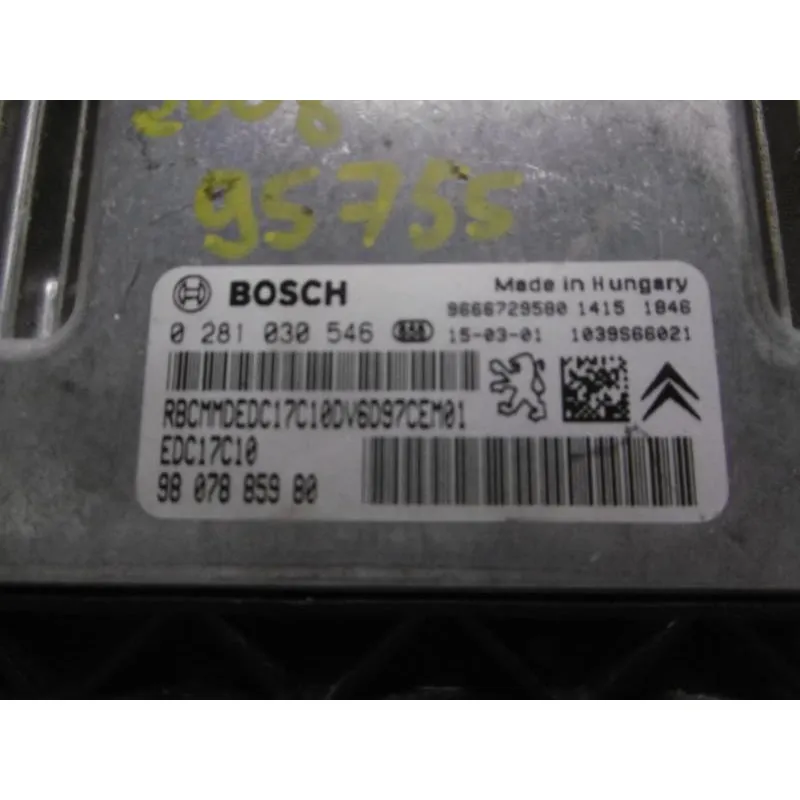 2008
95755
BOSCH
Made in Hungary
9666729580 1415 1846
0 281 030 546
15-03-01 1039S66021
RBCMMDEDC17C10DV6D97CEM01
EDC17C10
98 078 859 80